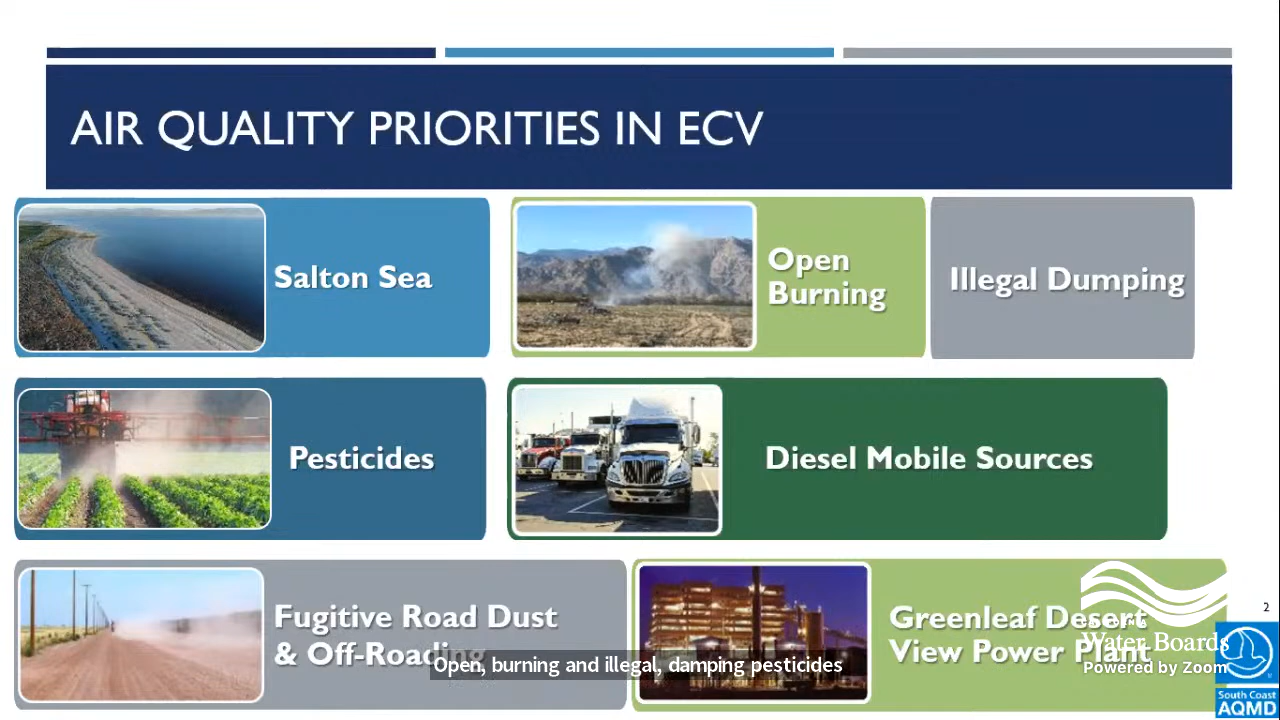 AIR QUALITY PRIORITIES IN ECV
Salton Sea
Open
Burning
Illegal Dumping
Pesticides
Diesel Mobile Sources
Fugitive Road Dust
& Off-Roading
Greenleaf Desert
View Power Plant
2
Water Boards
Powered by Zoom
Open, burning and illegal, damping pesticides
South Coast
AQMD